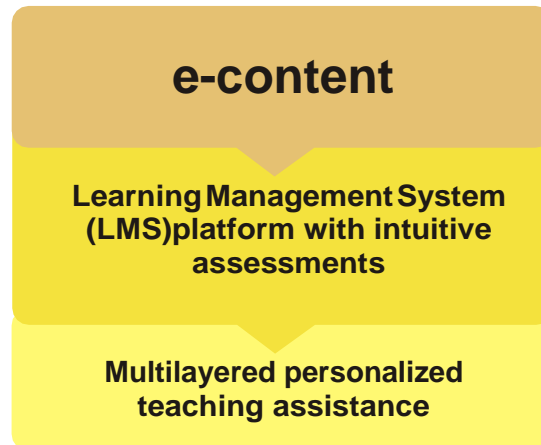 e-content
Learning Management System
(LMS)platform with intuitive
assessments
Multilayered personalized
teaching assistance